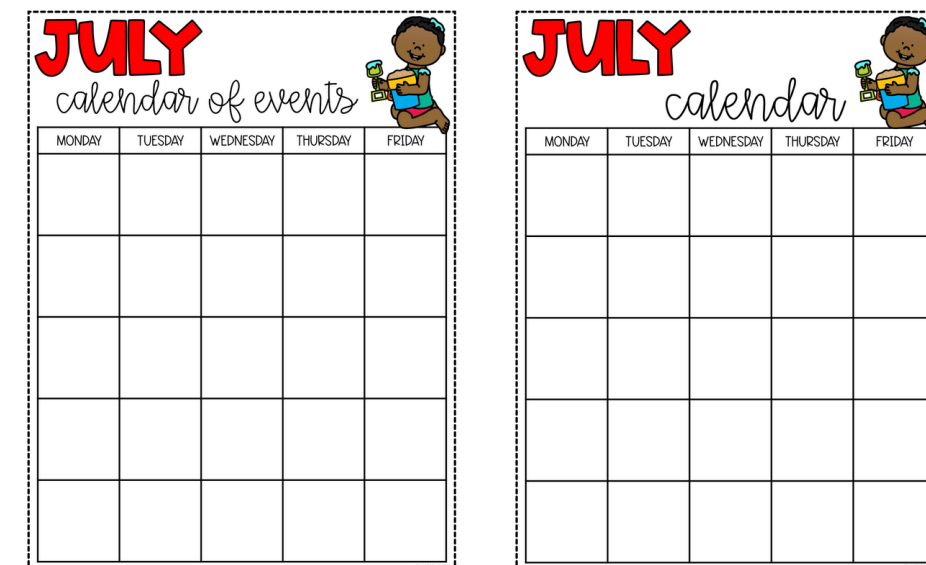 JULY
calendar of events
MONDAY TUESDAY WEDNESDAY THURSDAY FRIDAY
JULY
calendar
MONDAY TUESDAY WEDNESDAY THURSDAY FRIDAY